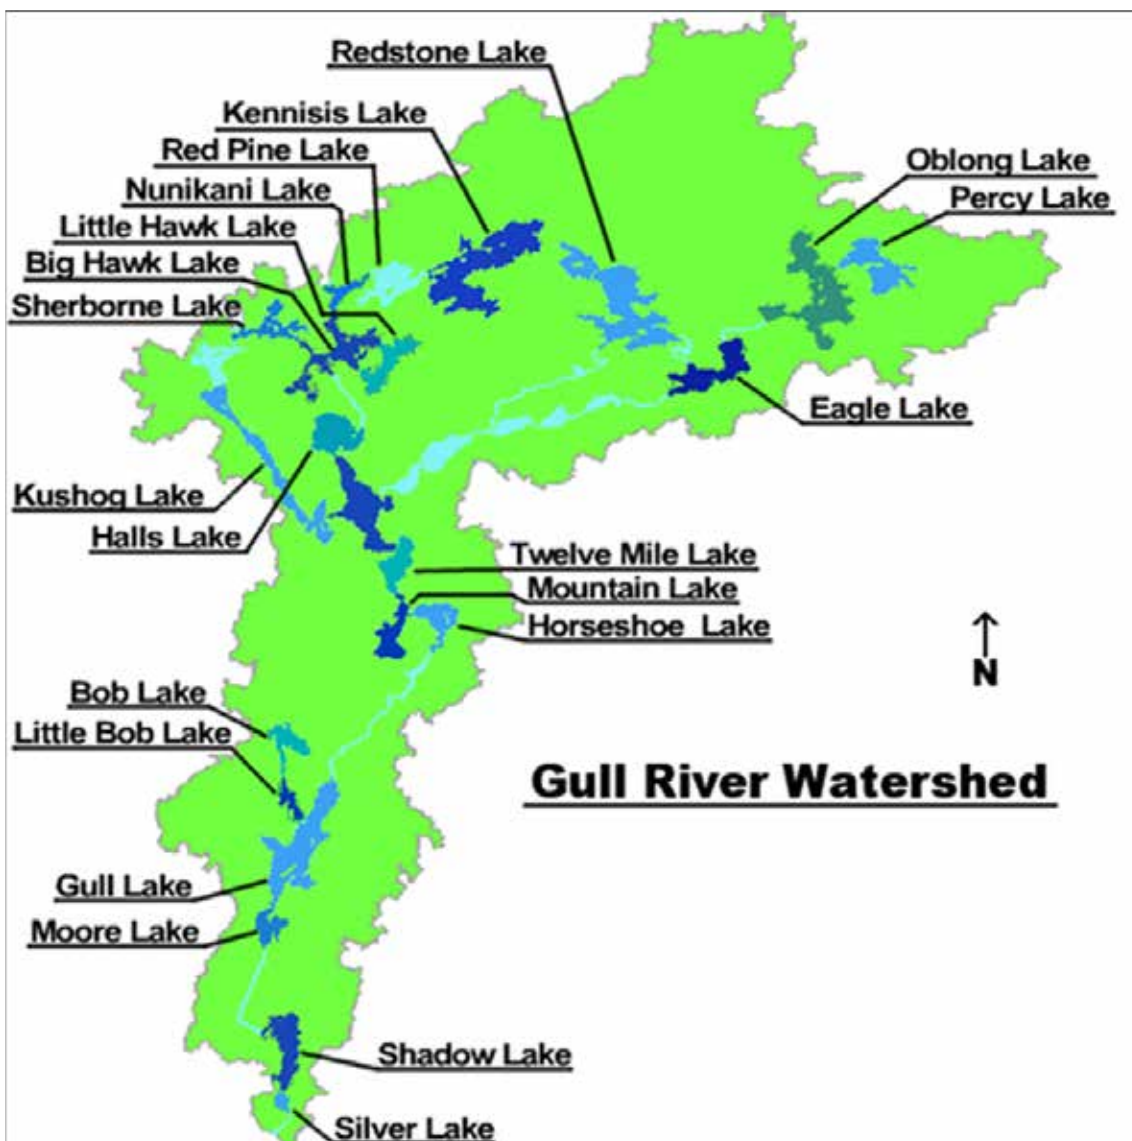 Redstone Lake
Kennisis Lake
Red Pine Lake
Oblong Lake
Nunikani Lake
Percy Lake
Little Hawk Lake
Big Hawk Lake
Sherborne Lake
Eagle Lake
Kushog Lake
Halls Lake
Twelve Mile Lake
Mountain Lake
Horseshoe Lake
N
Bob Lake
Little Bob Lake
Gull River Watershed
Gull Lake
Moore Lake
Shadow Lake
Silver Lake